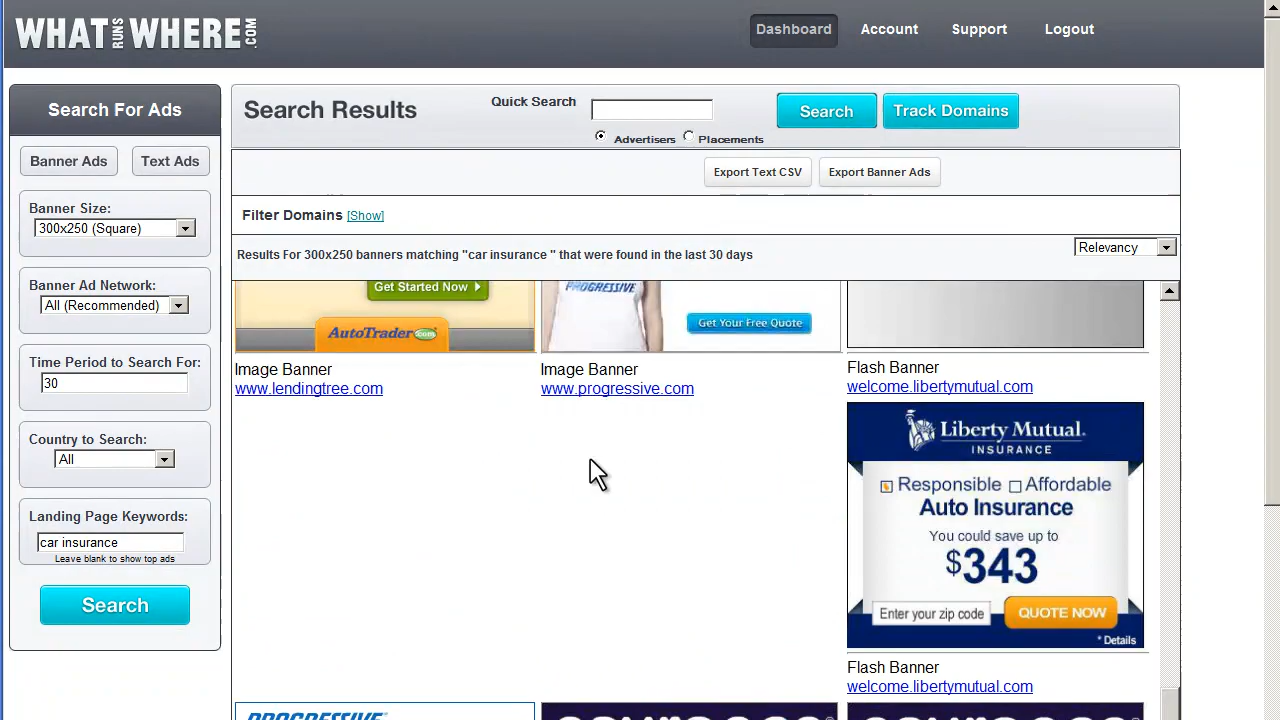 WHAT RUNS WHERE .COM
Dashboard Account Support Logout
Search For Ads
Banner Ads Text Ads
Banner Size:
300x250 (Square)
Banner Ad Network:
All (Recommended)
Time Period to Search For:
30
Country to Search:
All
Landing Page Keywords:
car insurance
Leave blank to show top ads
Search
Search Results
Quick Search
Advertisers Placements
Search
Track Domains
Export Text CSV Export Banner Ads
Filter Domains [Show]
Results For 300x250 banners matching "car insurance " that were found in the last 30 days
Relevancy
Get Started Now
AutoTrader.com
Image Banner
www.lendingtree.com
PROGRESSIVE
Get Your Free Quote
Image Banner
www.progressive.com
Flash Banner
welcome.libertymutual.com
Liberty Mutual.
INSURANCE
Responsible Affordable
Auto Insurance
You could save up to
$343
Enter your zip code QUOTE NOW
* Details
Flash Banner
welcome.libertymutual.com
PROGRESSIVE